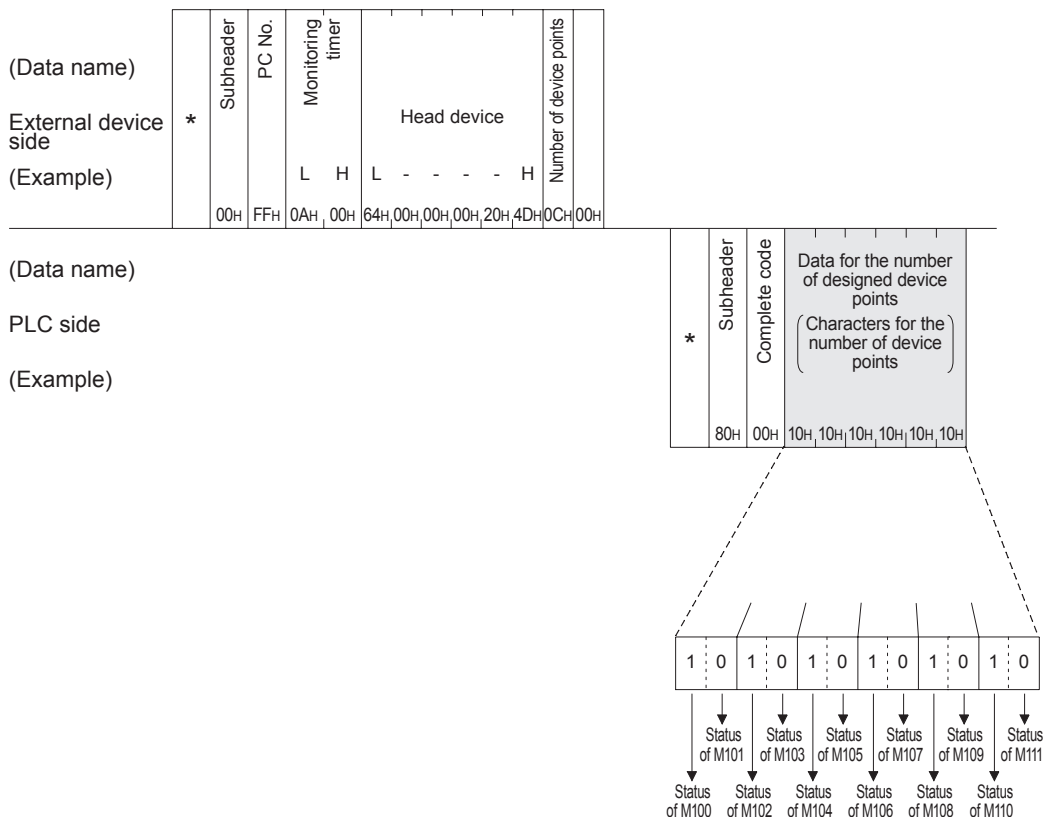 (Data name)
External device
side
(Example)
*
Subheader
PC No.
Monitoring
timer
Head device
Number of device points
L H L - - - - H
00H FFH 0AH 00H 64H 00H 00H 00H 20H 4DH 0CH 00H
(Data name)
PLC side
(Example)
*
Subheader
Complete code
Data for the number
of designed device
points
(Characters for the
number of device
points)
80H 00H 10H 10H 10H 10H 10H 10H
1 0 1 0 1 0 1 0 1 0 1 0
Status Status Status Status Status Status
of M101 of M103 of M105 of M107 of M109 of M111
Status Status Status Status Status Status
of M100 of M102 of M104 of M106 of M108 of M110